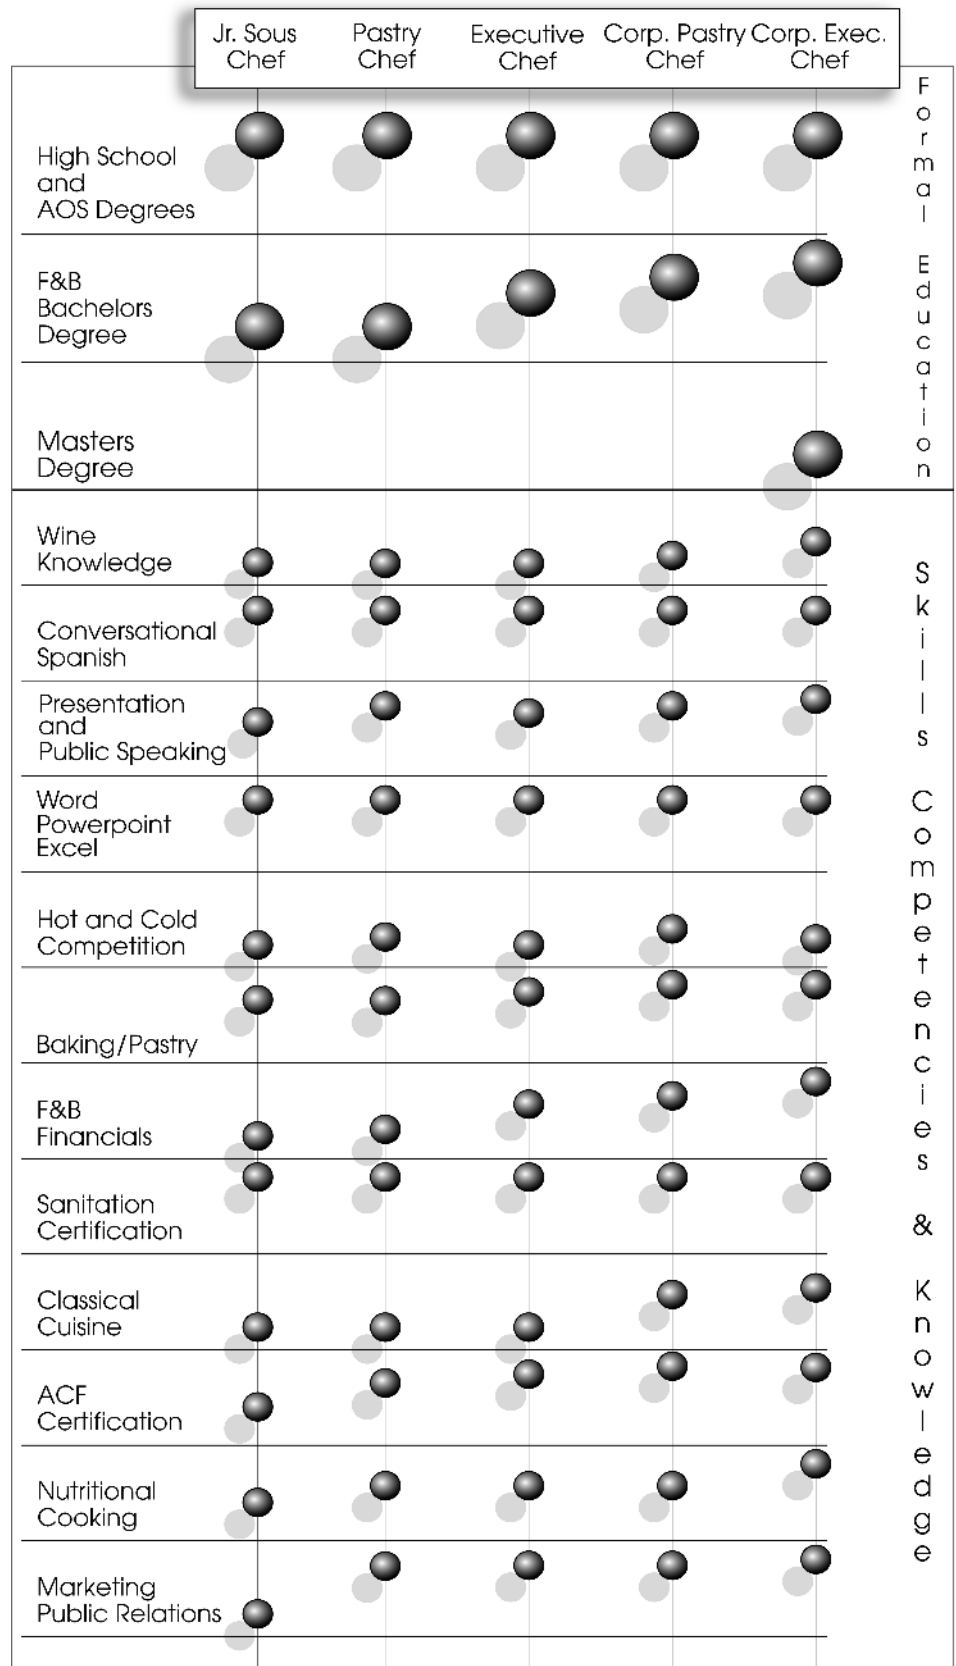 Jr. Sous Pastry Executive Corp. Pastry Corp. Exec.
Chef Chef Chef Chef Chef
High School
and
AOS Degrees
F&B
Bachelors
Degree
Masters
Degree
Formal Education
Wine
Knowledge
Conversational
Spanish
Presentation
and
Public Speaking
Word
Powerpoint
Excel
Hot and Cold
Competition
Baking/Pastry
F&B
Financials
Sanitation
Certification
Classical
Cuisine
ACF
Certification
Nutritional
Cooking
Marketing
Public Relations
Skills Competencies & Knowledge